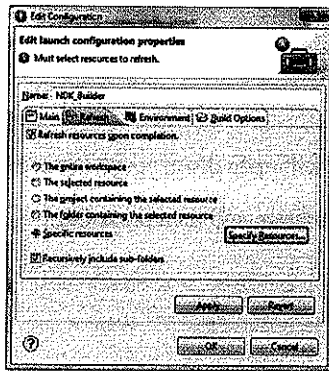 Edit Configuration
Edit launch configuration properties
Must select resources to refresh.
Name: NDK_Builder
Main Refresh Environment Build Options
Refresh resources upon completion.
The entire workspace
The selected resource
The project containing the selected resource
The folder containing the selected resource
Specific resources
Specify Resources...
Recursively include sub-folders
Apply Revert
OK Cancel